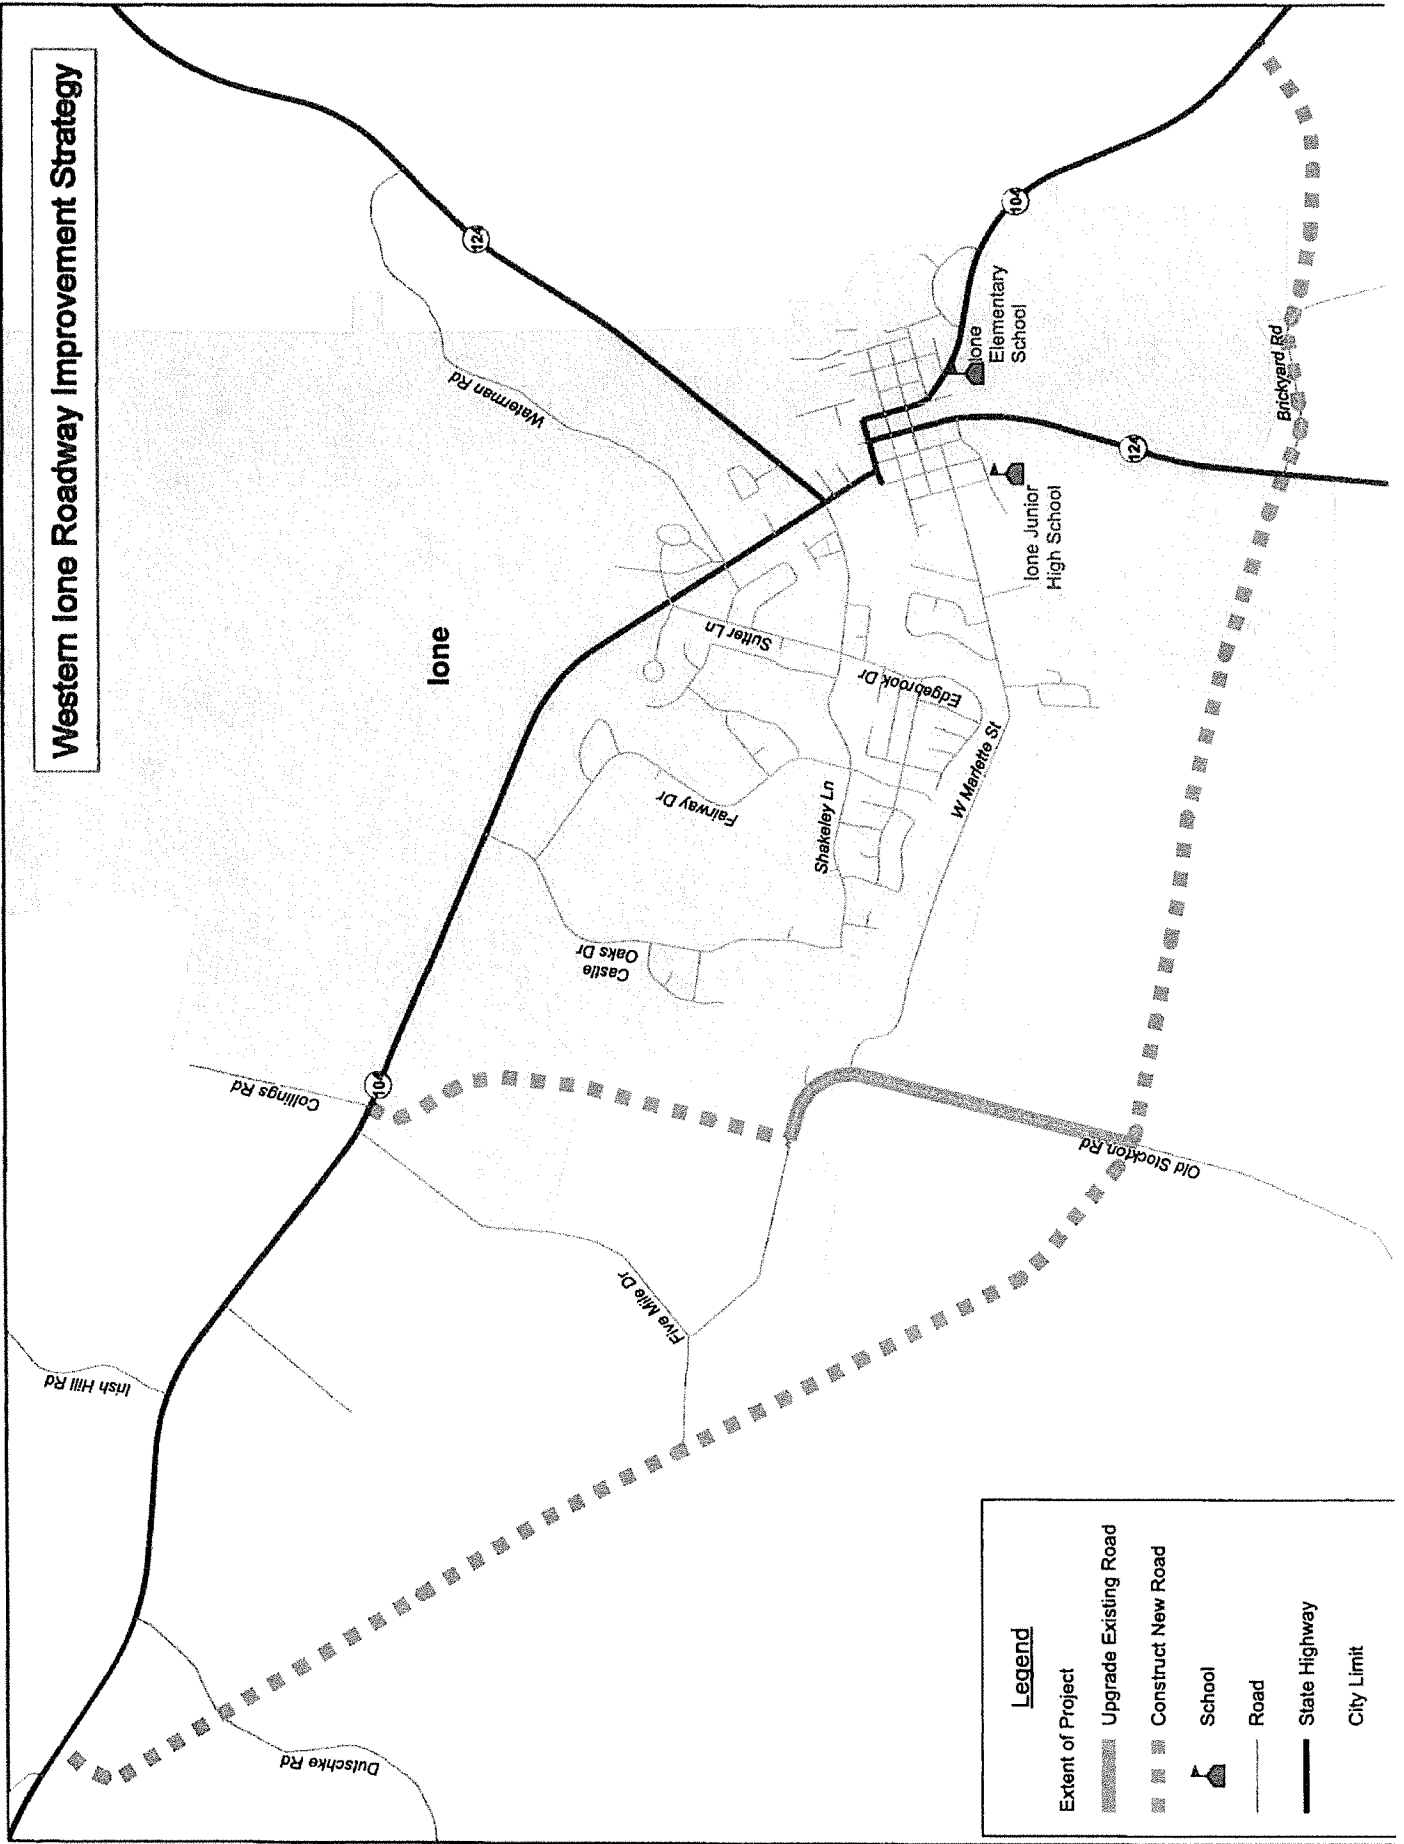 Western Ione Roadway Improvement Strategy
124
Waterman Rd
104
Ione
Elementary
School
Brickyard Rd
124
Ione Junior
High School
Ione
Sutter Ln
Edgebrook Dr
W Marlette St
Fairway Dr
Shakeley Ln
Castle
Oaks Dr
Collings Rd
104
Old Stockton Rd
Five Mile Dr
Irish Hill Rd
Dutschke Rd
Legend
Extent of Project
Upgrade Existing Road
Construct New Road
School
Road
State Highway
City Limit